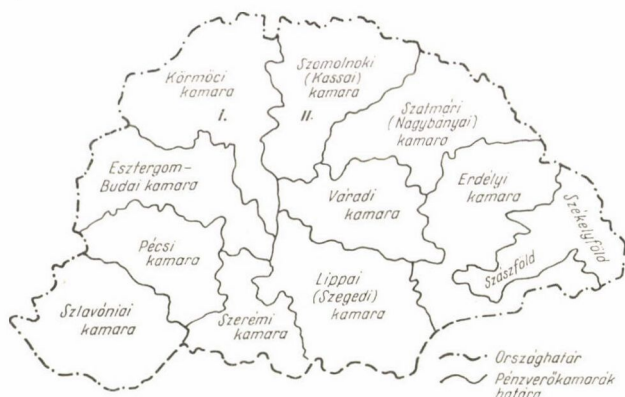 Körmöci
kamara
I.
Szomolnoki
(Kassai)
kamara
II.
Szatmári
(Nagybányai)
kamara
Esztergom–
Budai kamara
Váradi
kamara
Erdélyi
kamara
Székelyföld
Szászföld
Pécsi
kamara
Lippai
(Szegedi)
kamara
Szlavóniai
kamara
Szerémi
kamara
Országhatár
Pénzverőkamarák
határa